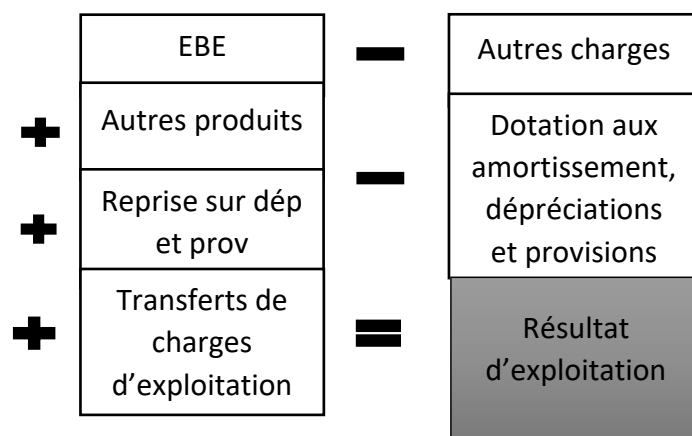 EBE
Autres produits
Reprise sur dép
et prov
Transferts de
charges
d'exploitation
Autres charges
Dotation aux
amortissement,
dépréciations
et provisions
Résultat
d'exploitation